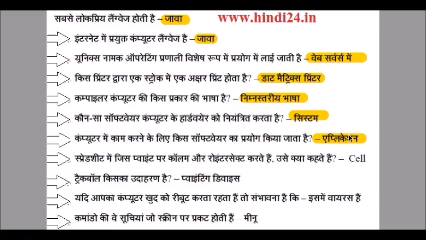 सबसे लोकप्रिय लैंग्वेज होती है – जावा
www.hindi24.in
इंटरनेट में प्रयुक्त कंप्यूटर लैंग्वेज है – जावा
यूनिक्स नामक ऑपरेटिंग प्रणाली विशेष रूप में प्रयोग में लाई जाती है – वेब सर्वर्स में
किस प्रिंटर द्वारा एक स्ट्रोक में एक अक्षर प्रिंट होता है? – डाट मैट्रिक्स प्रिंटर
कम्पाइलर कंप्यूटर की किस प्रकार की भाषा है? – निम्नस्तरीय भाषा
कौन-सा सॉफ्टवेयर कंप्यूटर के हार्डवेयर को नियंत्रित करता है? – सिस्टम
कंप्यूटर में काम करने के लिए किस सॉफ्टवेयर का प्रयोग किया जाता है? – एप्लिकेशन
स्प्रेडशीट में जिस प्वाइंट पर कॉलम और रोइंटरसेक्ट करते हैं, उसे क्या कहते हैं? – Cell
ट्रैकबॉल किसका उदाहरण है? – प्वाइंटिंग डिवाइस
यदि आपका कंप्यूटर खुद को रीबूट करता रहता हैं तो संभावना है कि – इसमें वायरस हैं
कमांडो की वे सूचियां जो स्क्रीन पर प्रकट होती हैं मीनू